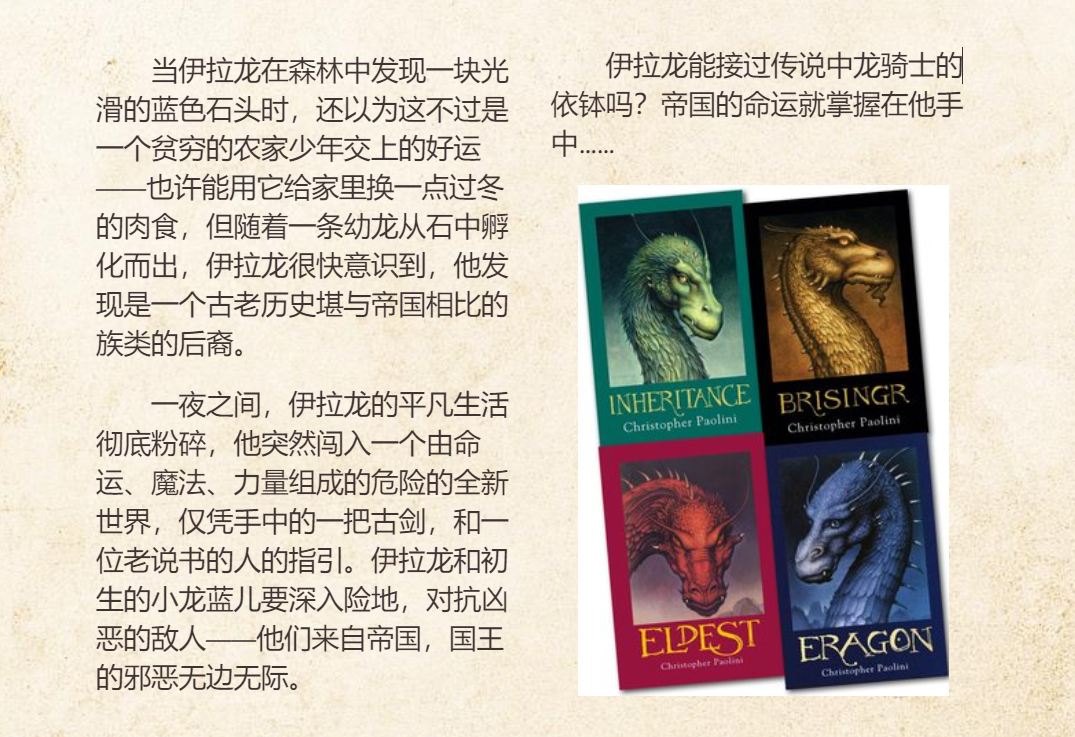 当伊拉龙在森林中发现一块光
滑的蓝色石头时，还以为这不过是
一个贫穷的农家少年交上的好运
——也许能用它给家里换一点过冬
的肉食，但随着一条幼龙从石中孵
化而出，伊拉龙很快意识到，他发
现是一个古老历史堪与帝国相比的
族类的后裔。
一夜之间，伊拉龙的平凡生活
彻底粉碎，他突然闯入一个由命
运、魔法、力量组成的危险的全新
世界，仅凭手中的一把古剑，和一
位老说书的人的指引。伊拉龙和初
生的小龙蓝儿要深入险地，对抗凶
恶的敌人——他们来自帝国，国王
的邪恶无边无际。
伊拉龙能接过传说中龙骑士的
依钵吗？帝国的命运就掌握在他手
中......
INHERITANCE
Christopher Paolini
BRISINGR
Christopher Paolini
ELDEST
Christopher Paolini
ERAGON
Christopher Paolini